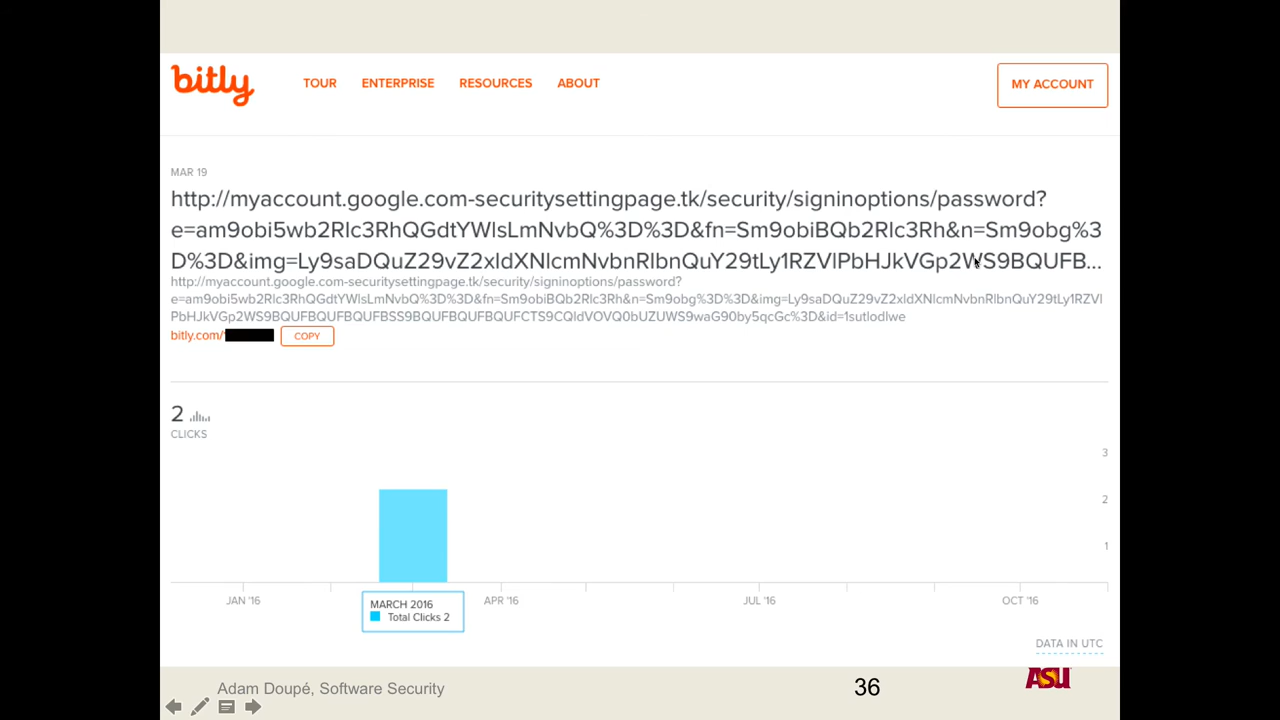 bitly TOUR ENTERPRISE RESOURCES ABOUT MY ACCOUNT
MAR 19
http://myaccount.google.com-securitysettingpage.tk/security/signinoptions/password?
e=am9obi5wb2Rlc3RhQGdtYWlsLmNvbQ%3D%3D&fn=Sm9obiBQb2Rlc3Rh&n=Sm9obg%3
D%3D&img=Ly9saDQuZ29vZ2xldXNlcmNvbnRlbnQuY29tLy1RZVlPbHJkVGp2WS9BQUFB...
http://myaccount.google.com-securitysettingpage.tk/security/signinoptions/password?
e=am9obi5wb2Rlc3RhQGdtYWlsLmNvbQ%3D%3D&fn=Sm9obiBQb2Rlc3Rh&n=Sm9obg%3D%3D&img=Ly9saDQuZ29vZ2xldXNlcmNvbnRlbnQuY29tLy1RZVl
PbHJkVGp2WS9BQUFBQUFBQUFBSS9BQUFBQUFBQUFCTS9CQldVOVQ0bUZUWS9waG90by5qcGc%3D&id=1sutlodlwe
bitly.com/ COPY
2
CLICKS
3
2
1
JAN '16 APR '16 JUL '16 OCT '16
MARCH 2016
Total Clicks 2
DATA IN UTC
Adam Doupé, Software Security 36 ASU